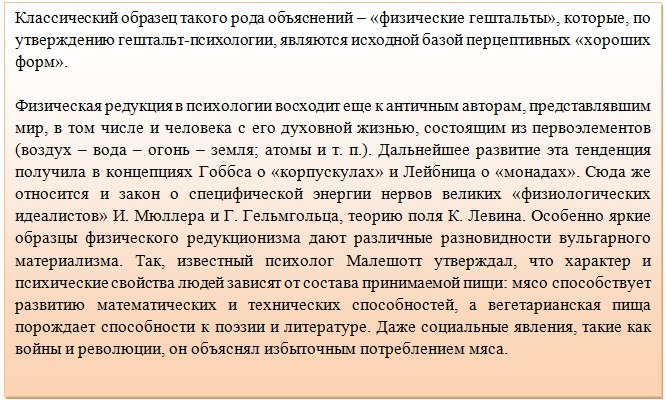 Классический образец такого рода объяснений – «физические гештальты», которые, по
утверждению гештальт-психологии, являются исходной базой перцептивных «хороших
форм».
Физическая редукция в психологии восходит еще к античным авторам, представлявшим
мир, в том числе и человека с его духовной жизнью, состоящим из первоэлементов
(воздух – вода – огонь – земля; атомы и т. п.). Дальнейшее развитие эта тенденция
получила в концепциях Гоббса о «корпускулах» и Лейбница о «монадах». Сюда же
относится и закон о специфической энергии нервов великих «физиологических
идеалистов» И. Мюллера и Г. Гельмгольца, теорию поля К. Левина. Особенно яркие
образцы физического редукционизма дают различные разновидности вульгарного
материализма. Так, известный психолог Малешотт утверждал, что характер и
психические свойства людей зависят от состава принимаемой пищи: мясо способствует
развитию математических и технических способностей, а вегетарианская пища
порождает способности к поэзии и литературе. Даже социальные явления, такие как
войны и революции, он объяснял избыточным потреблением мяса.